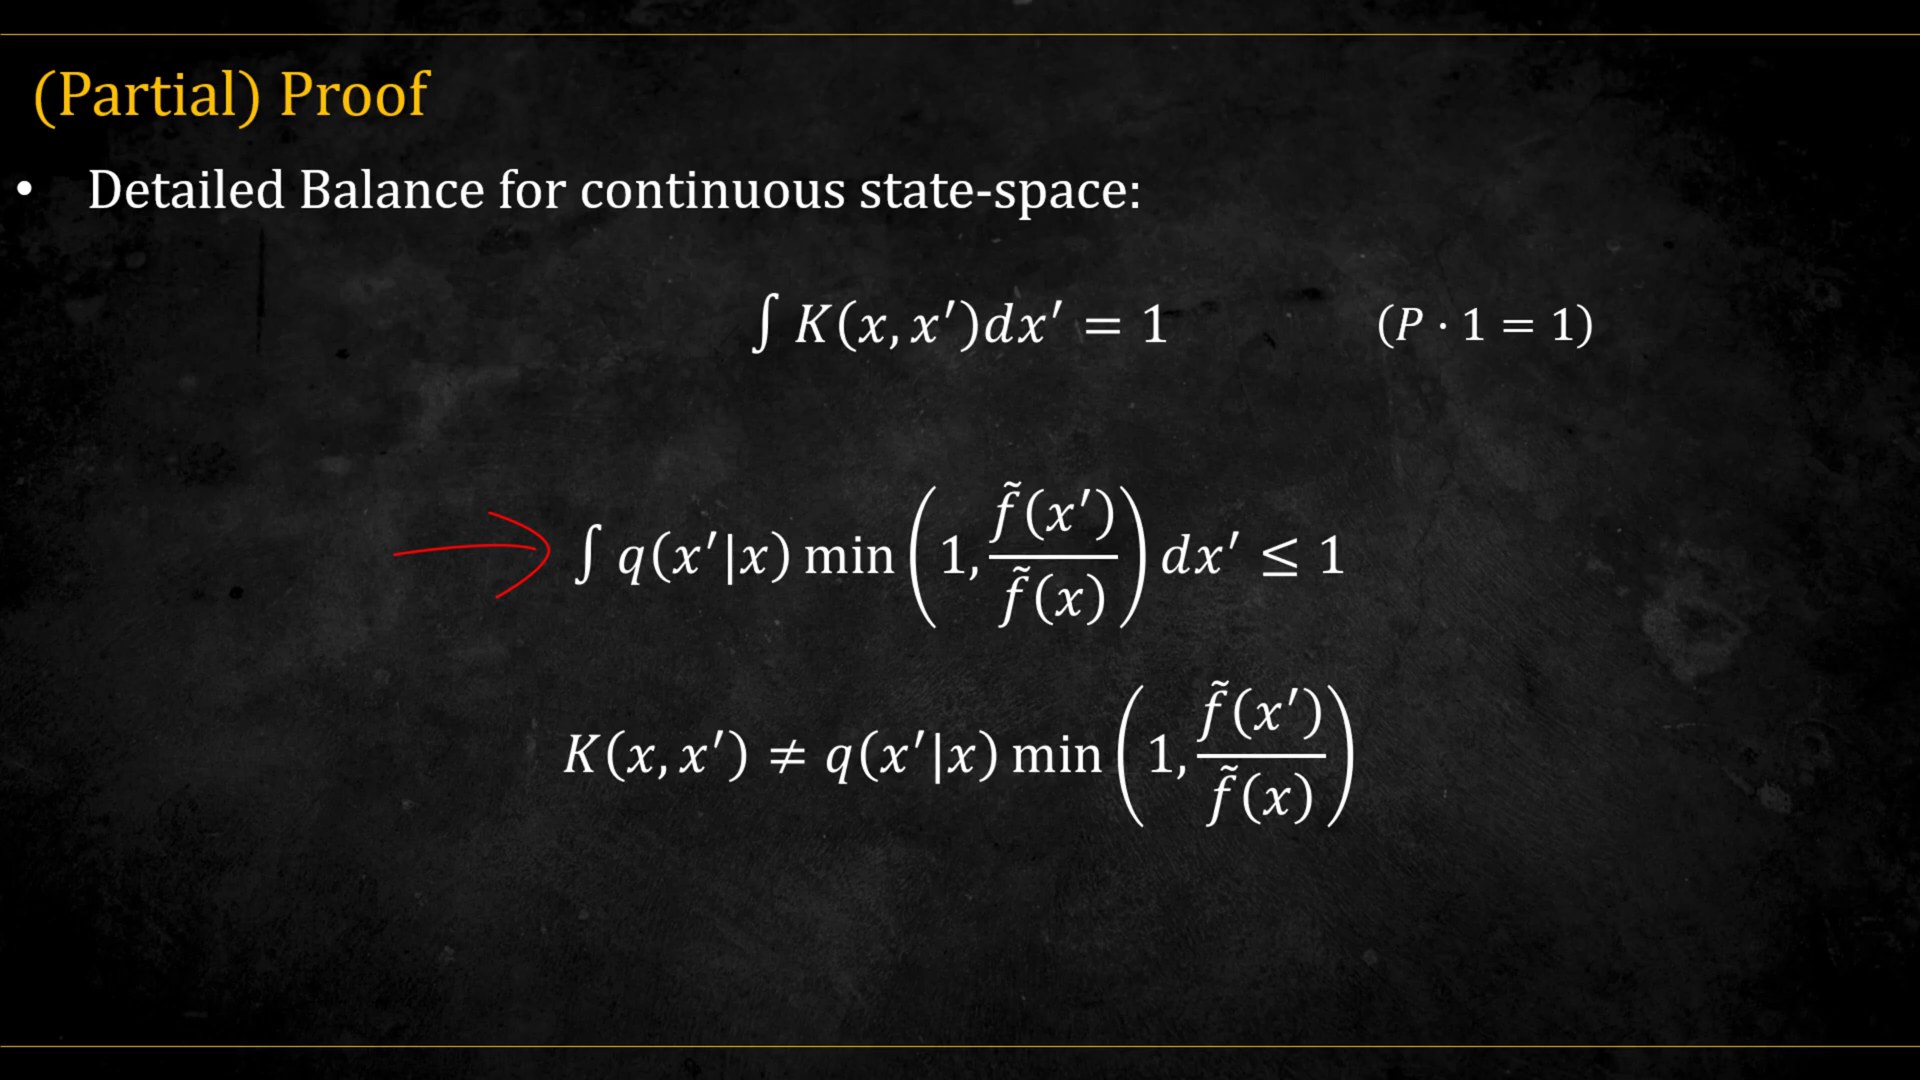 (Partial) Proof
• Detailed Balance for continuous state-space:
∫ K(x, x′)dx′ = 1 (P · 1 = 1)
∫ q(x′|x) min(1, f̃(x′)/f̃(x)) dx′ ≤ 1
K(x, x′) ≠ q(x′|x) min(1, f̃(x′)/f̃(x))